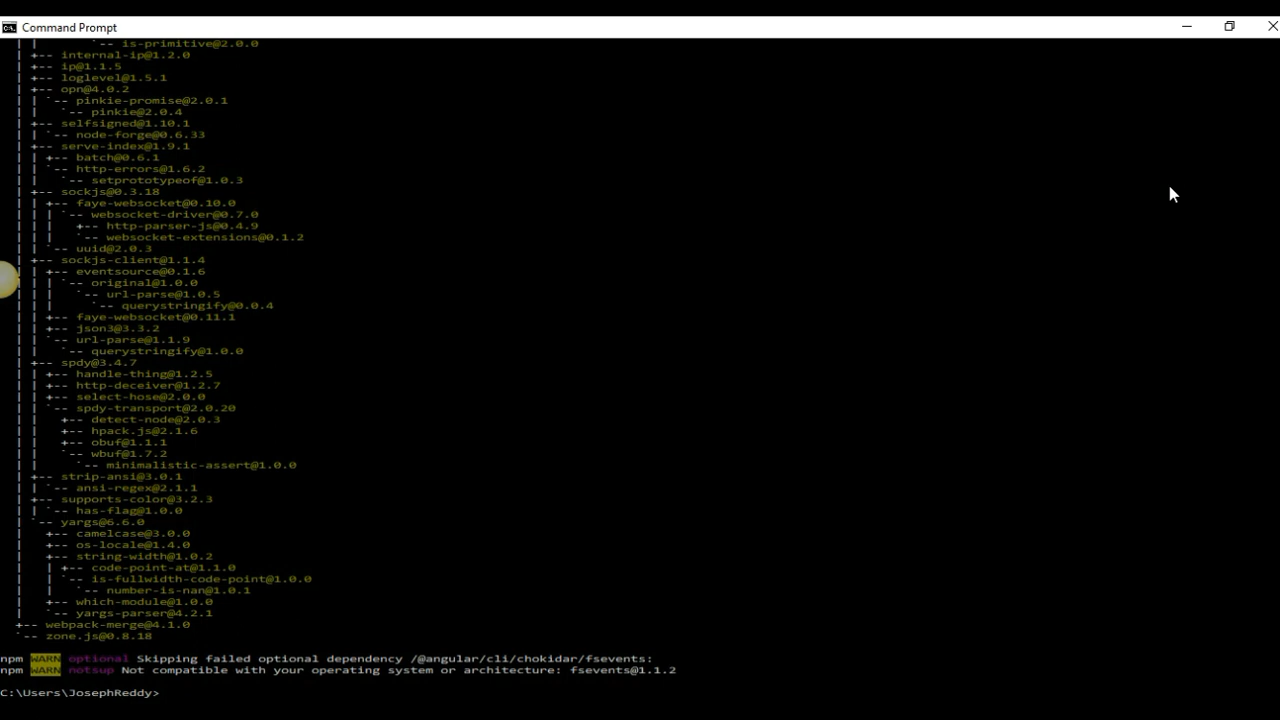 Command Prompt
| |       `-- is-primitive@2.0.0
| +-- internal-ip@1.2.0
| +-- ip@1.1.5
| +-- loglevel@1.5.1
| +-- opn@4.0.2
| | `-- pinkie-promise@2.0.1
| |   `-- pinkie@2.0.4
| +-- selfsigned@1.10.1
| | `-- node-forge@0.6.33
| +-- serve-index@1.9.1
| | +-- batch@0.6.1
| | `-- http-errors@1.6.2
| |   `-- setprototypeof@1.0.3
| +-- sockjs@0.3.18
| | +-- faye-websocket@0.10.0
| | | `-- websocket-driver@0.7.0
| | |   +-- http-parser-js@0.4.9
| | |   `-- websocket-extensions@0.1.2
| | `-- uuid@2.0.3
| +-- sockjs-client@1.1.4
| | +-- eventsource@0.1.6
| | | `-- original@1.0.0
| | |   `-- url-parse@1.0.5
| | |     `-- querystringify@0.0.4
| | +-- faye-websocket@0.11.1
| | +-- json3@3.3.2
| | `-- url-parse@1.1.9
| |   `-- querystringify@1.0.0
| +-- spdy@3.4.7
| | +-- handle-thing@1.2.5
| | +-- http-deceiver@1.2.7
| | +-- select-hose@2.0.0
| | `-- spdy-transport@2.0.20
| |   +-- detect-node@2.0.3
| |   +-- hpack.js@2.1.6
| |   +-- obuf@1.1.1
| |   `-- wbuf@1.7.2
| |     `-- minimalistic-assert@1.0.0
| +-- strip-ansi@3.0.1
| | `-- ansi-regex@2.1.1
| +-- supports-color@3.2.3
| | `-- has-flag@1.0.0
| `-- yargs@6.6.0
|   +-- camelcase@3.0.0
|   +-- os-locale@1.4.0
|   +-- string-width@1.0.2
|   | +-- code-point-at@1.1.0
|   | `-- is-fullwidth-code-point@1.0.0
|   |   `-- number-is-nan@1.0.1
|   +-- which-module@1.0.0
|   `-- yargs-parser@4.2.1
+-- webpack-merge@4.1.0
`-- zone.js@0.8.18
npm WARN optional Skipping failed optional dependency /@angular/cli/chokidar/fsevents:
npm WARN notsup Not compatible with your operating system or architecture: fsevents@1.1.2
C:\Users\JosephReddy>